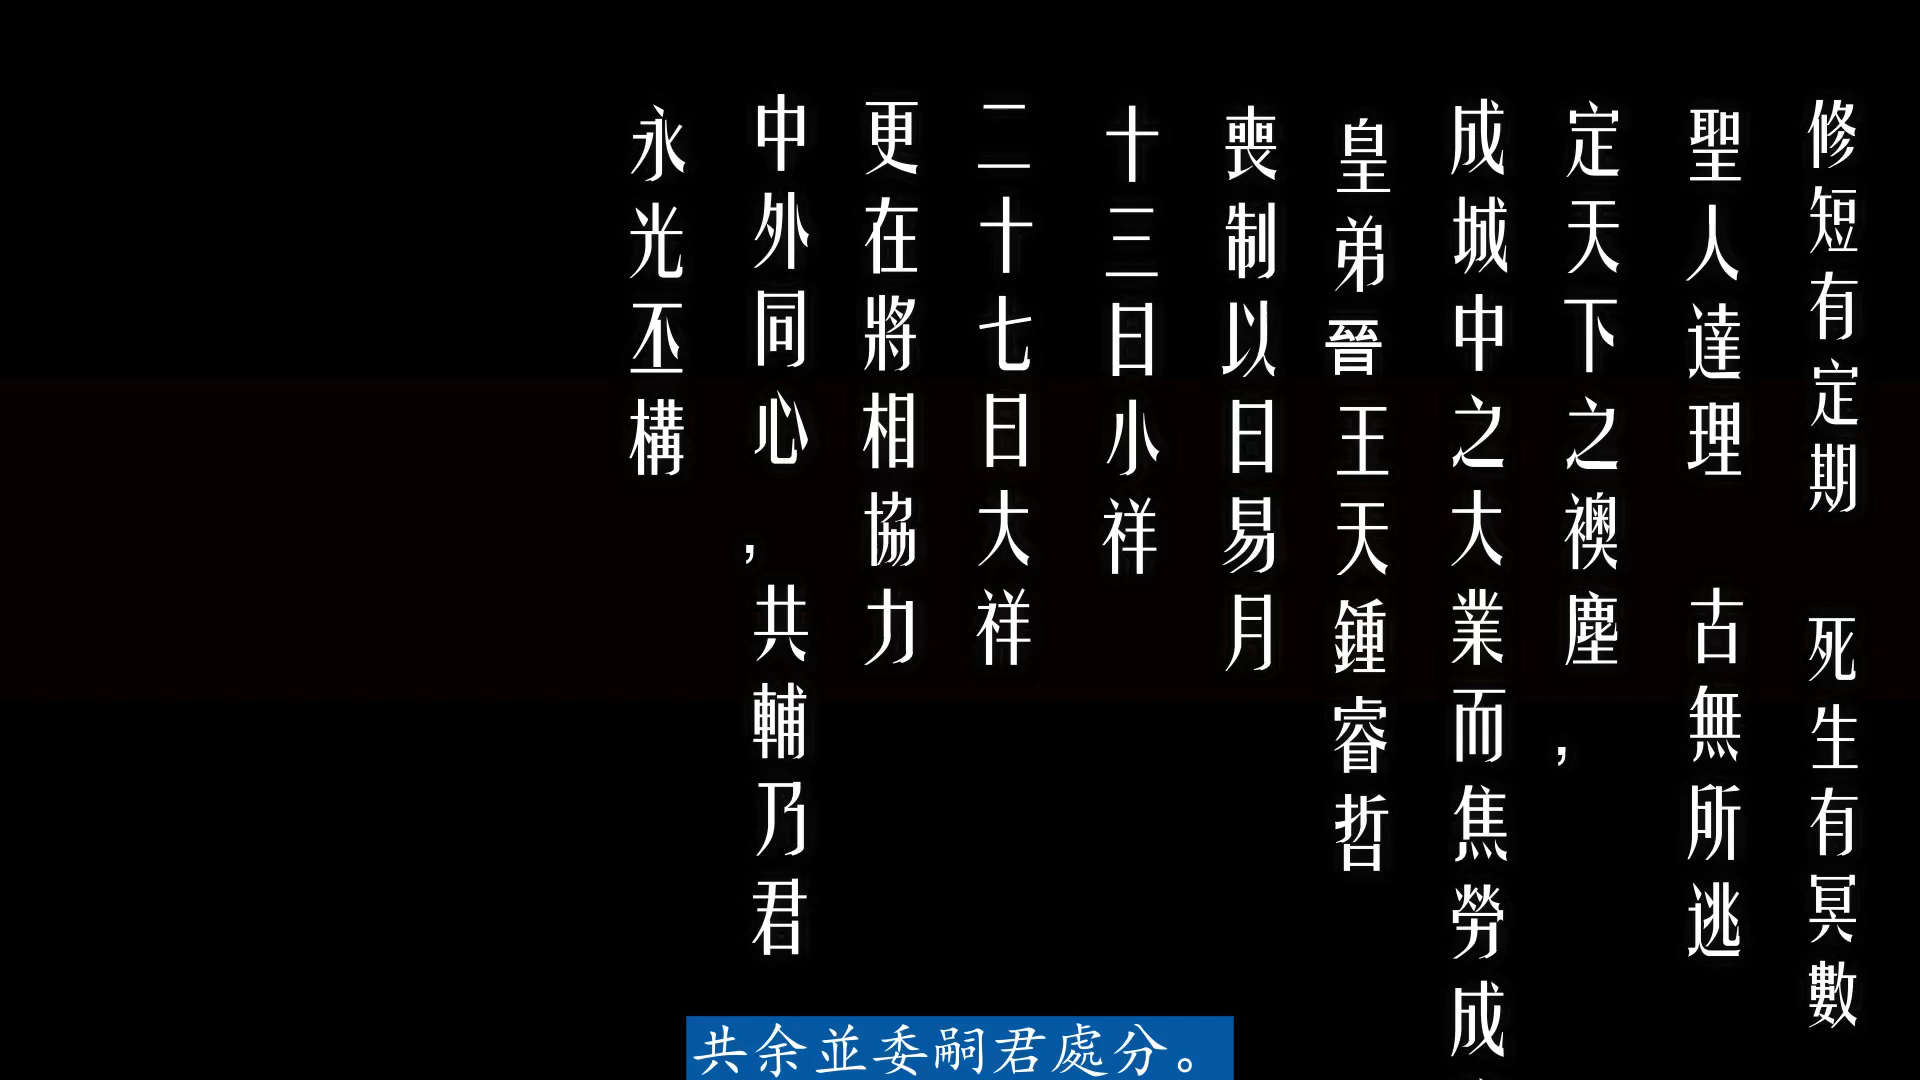 修短有定期 死生有冥數
聖人達理 古無所逃
定天下之襖塵，
成城中之大業而焦勞成
皇弟晉王天鍾睿哲
喪制以日易月
十三日小祥
二十七日大祥
更在將相協力
中外同心，共輔乃君
永光丕構
共余並委嗣君處分。